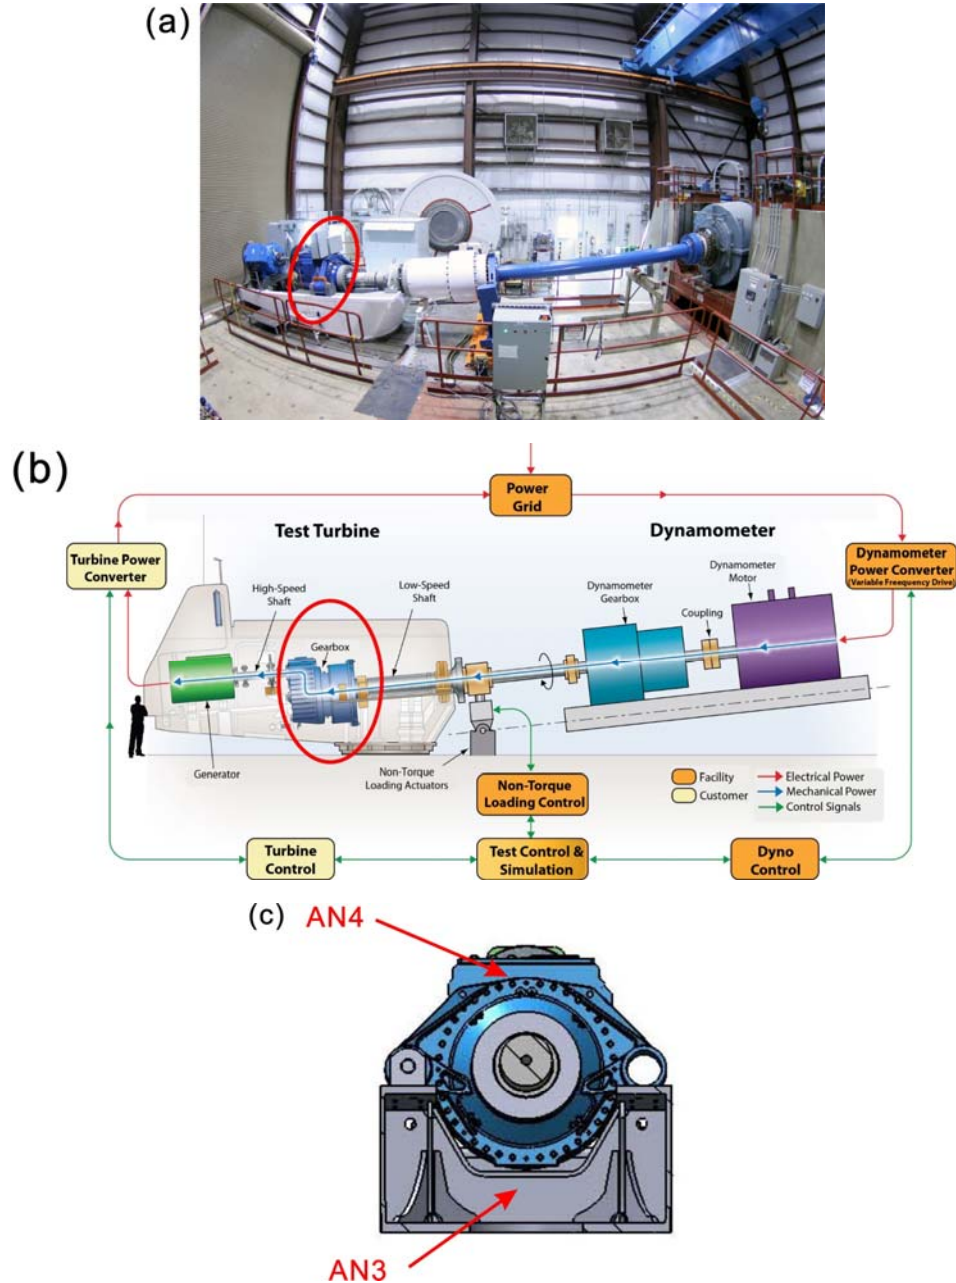 (a)
(b)
Power
Grid
Test Turbine
Dynamometer
Turbine Power
Converter
Dynamometer
Power Converter
(Variable Freequency Drive)
High-Speed
Shaft
Low-Speed
Shaft
Gearbox
Dynamometer
Gearbox
Coupling
Dynamometer
Motor
Generator
Non-Torque
Loading Actuators
Non-Torque
Loading Control
Facility
Customer
Electrical Power
Mechanical Power
Control Signals
Turbine
Control
Test Control &
Simulation
Dyno
Control
(c)
AN4
AN3